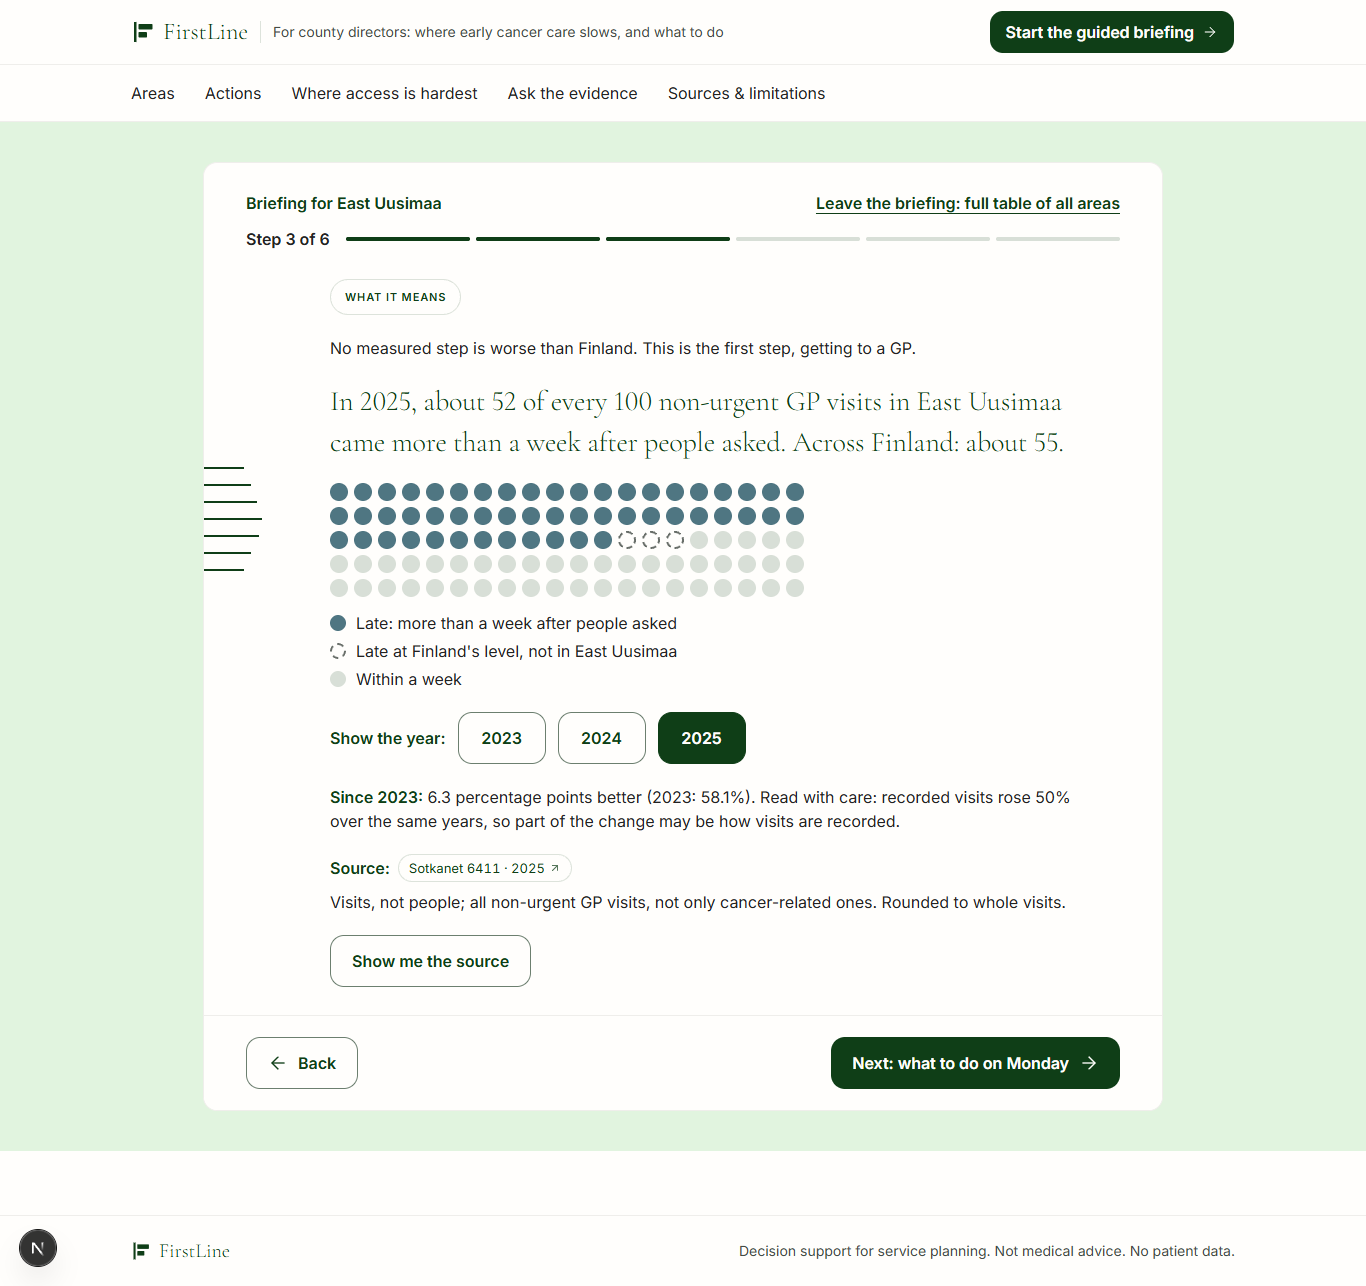 FirstLine
For county directors: where early cancer care slows, and what to do
Start the guided briefing →
Areas
Actions
Where access is hardest
Ask the evidence
Sources & limitations
Briefing for East Uusimaa
Leave the briefing: full table of all areas
Step 3 of 6
WHAT IT MEANS
No measured step is worse than Finland. This is the first step, getting to a GP.
In 2025, about 52 of every 100 non-urgent GP visits in East Uusimaa
came more than a week after people asked. Across Finland: about 55.
Late: more than a week after people asked
Late at Finland's level, not in East Uusimaa
Within a week
Show the year:
2023
2024
2025
Since 2023: 6.3 percentage points better (2023: 58.1%). Read with care: recorded visits rose 50%
over the same years, so part of the change may be how visits are recorded.
Source:
Sotkanet 6411 · 2025 ↗
Visits, not people; all non-urgent GP visits, not only cancer-related ones. Rounded to whole visits.
Show me the source
← Back
Next: what to do on Monday →
N
FirstLine
Decision support for service planning. Not medical advice. No patient data.